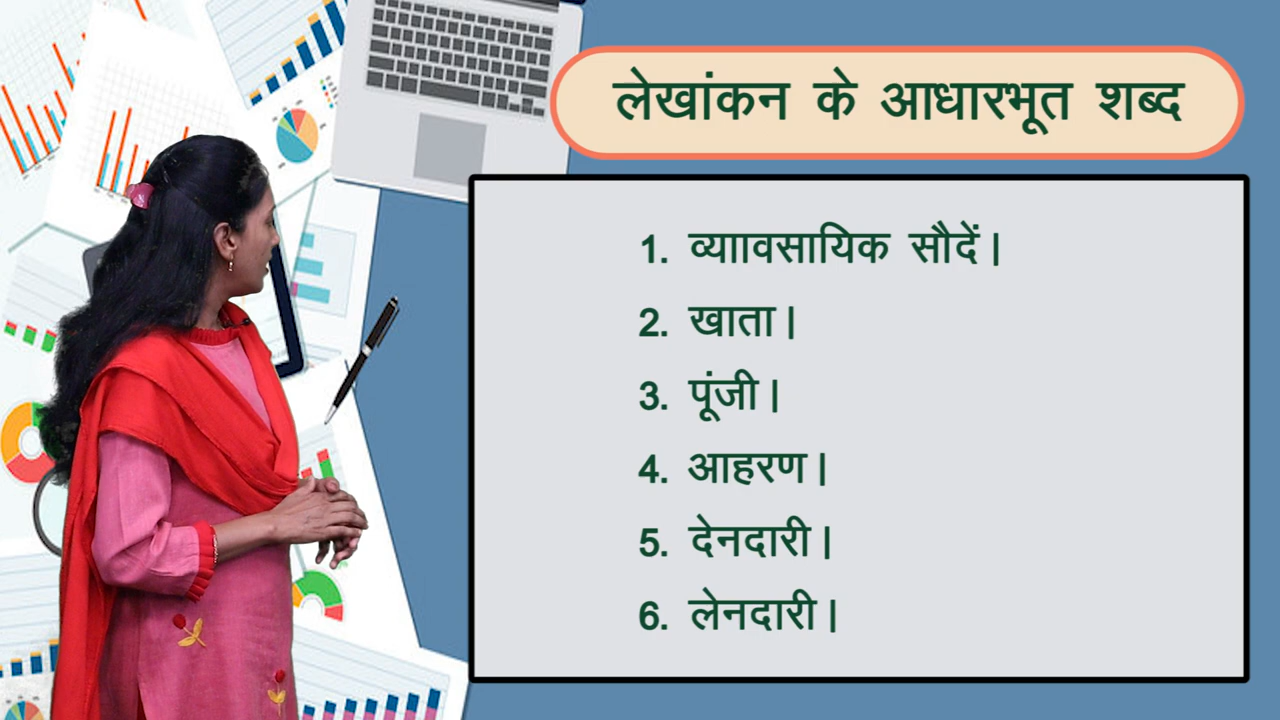 लेखांकन के आधारभूत शब्द
1. व्याावसायिक सौदें।
2. खाता।
3. पूंजी।
4. आहरण।
5. देनदारी।
6. लेनदारी।